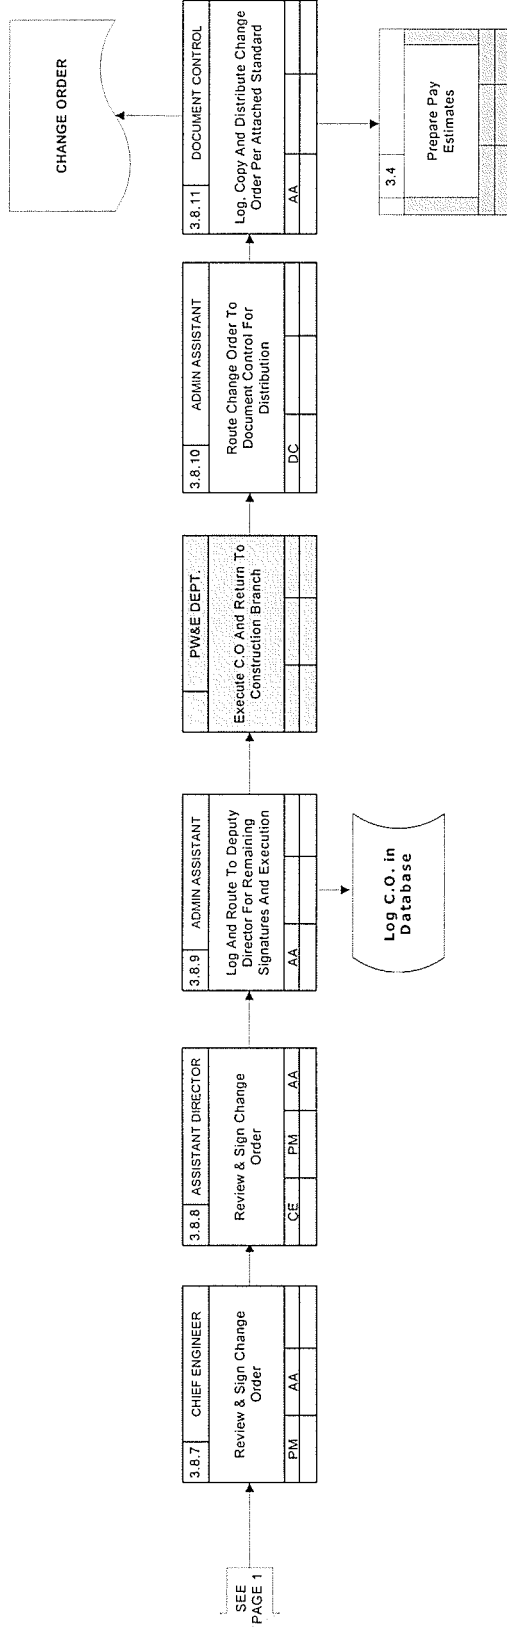 SEE
PAGE 1
3.8.7 CHIEF ENGINEER
Review & Sign Change
Order
PM AA
3.8.8 ASSISTANT DIRECTOR
Review & Sign Change
Order
CE PM AA
3.8.9 ADMIN ASSISTANT
Log And Route To Deputy
Director For Remaining
Signatures And Execution
AA
Log C.O. in
Database
PW&E DEPT.
Execute C.O And Return To
Construction Branch
3.8.10 ADMIN ASSISTANT
Route Change Order To
Document Control For
Distribution
DC
3.8.11 DOCUMENT CONTROL
Log, Copy And Distribute Change
Order Per Attached Standard
AA
CHANGE ORDER
3.4
Prepare Pay
Estimates